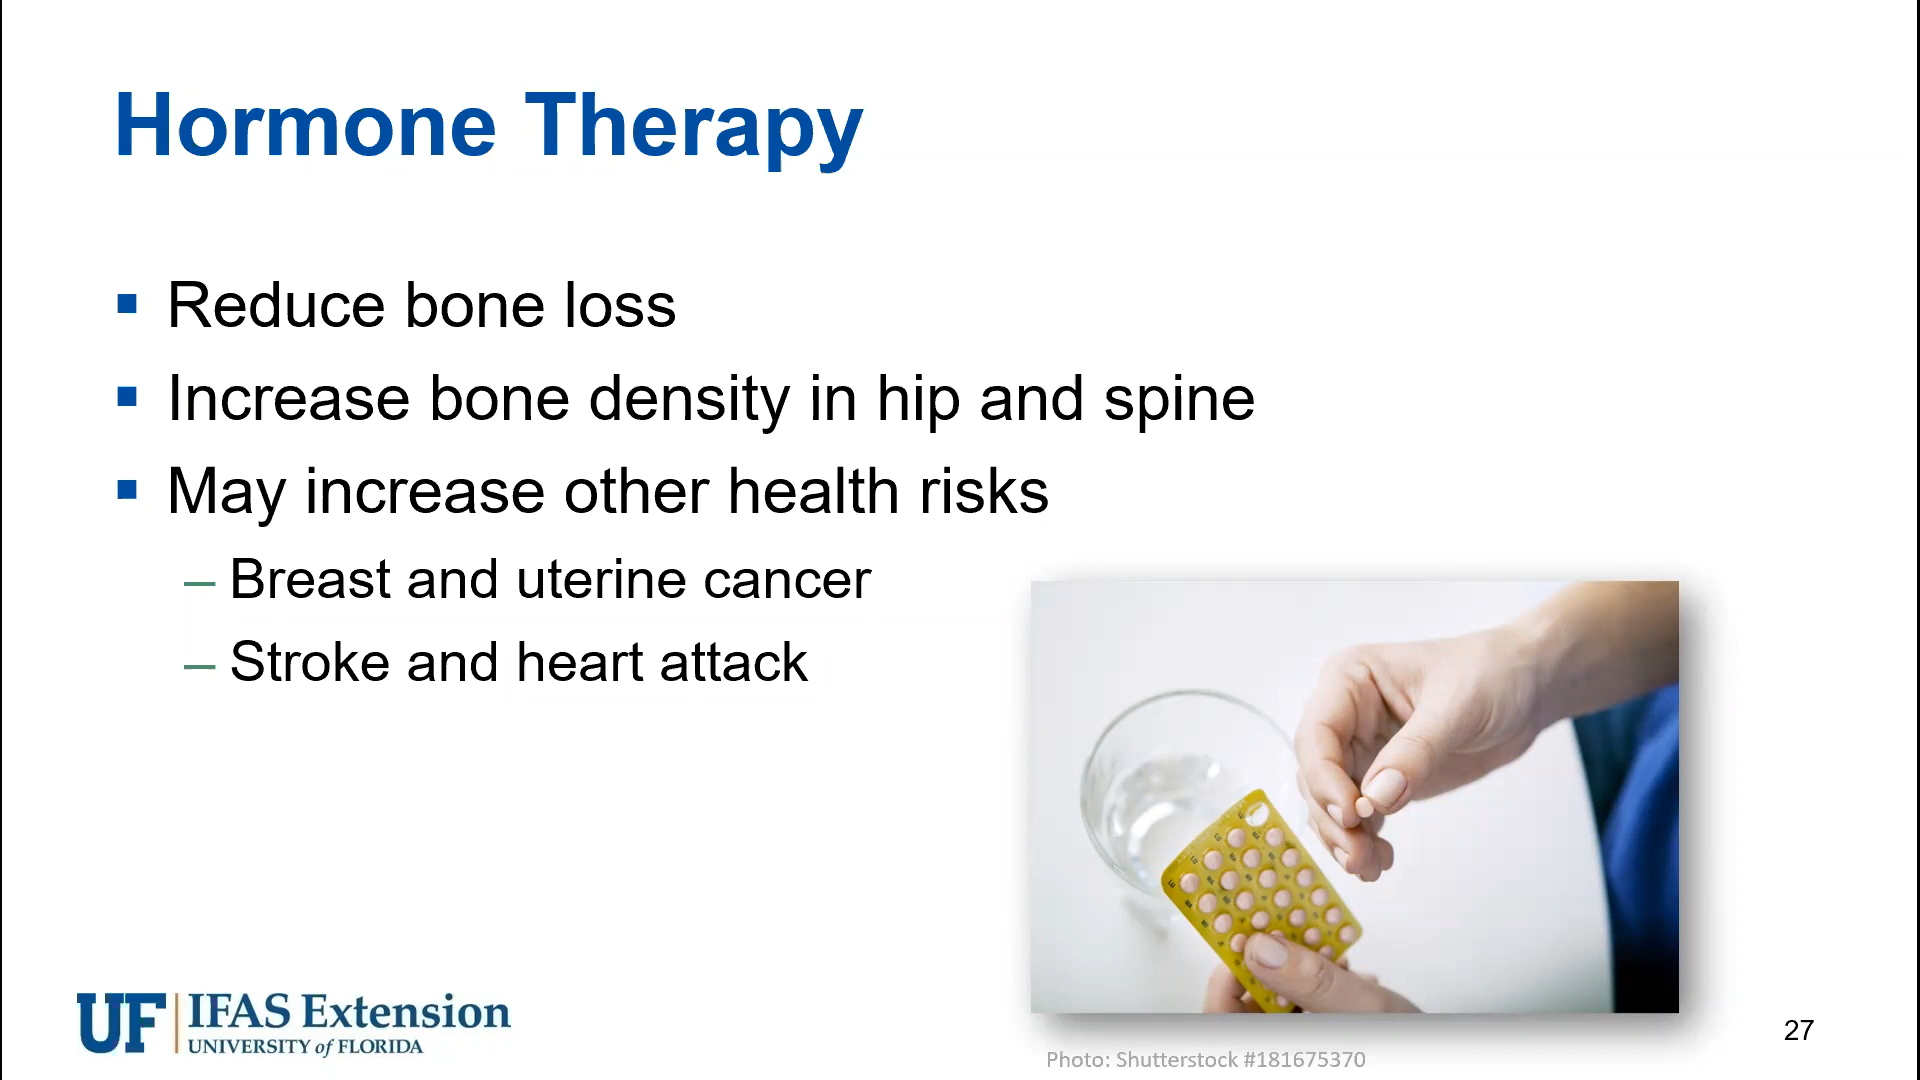 Hormone Therapy
Reduce bone loss
Increase bone density in hip and spine
May increase other health risks
– Breast and uterine cancer
– Stroke and heart attack
UF IFAS Extension
UNIVERSITY of FLORIDA
Photo: Shutterstock #181675370
27